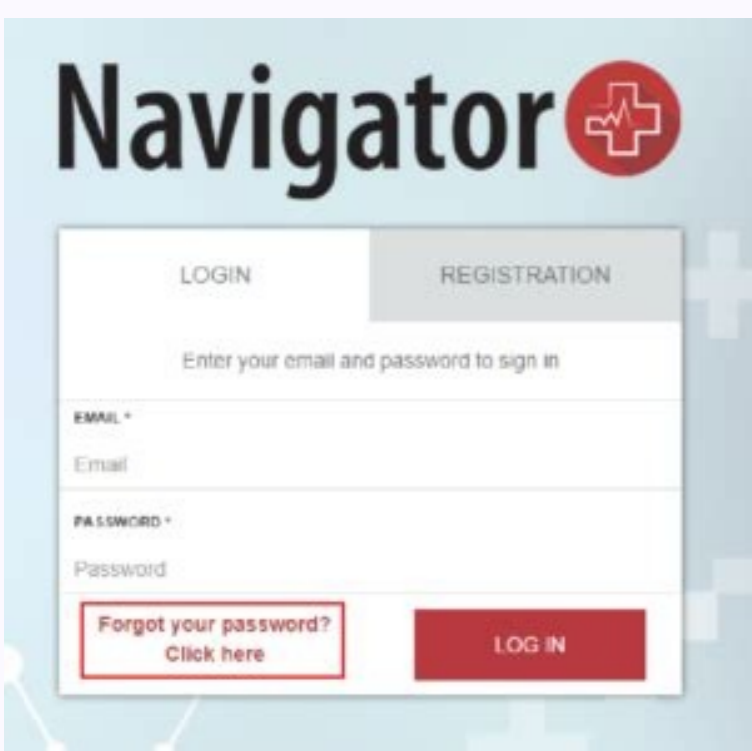 Navigator
LOGIN
REGISTRATION
Enter your email and password to sign in
EMAIL *
Email
PASSWORD *
Password
Forgot your password?
Click here
LOG IN